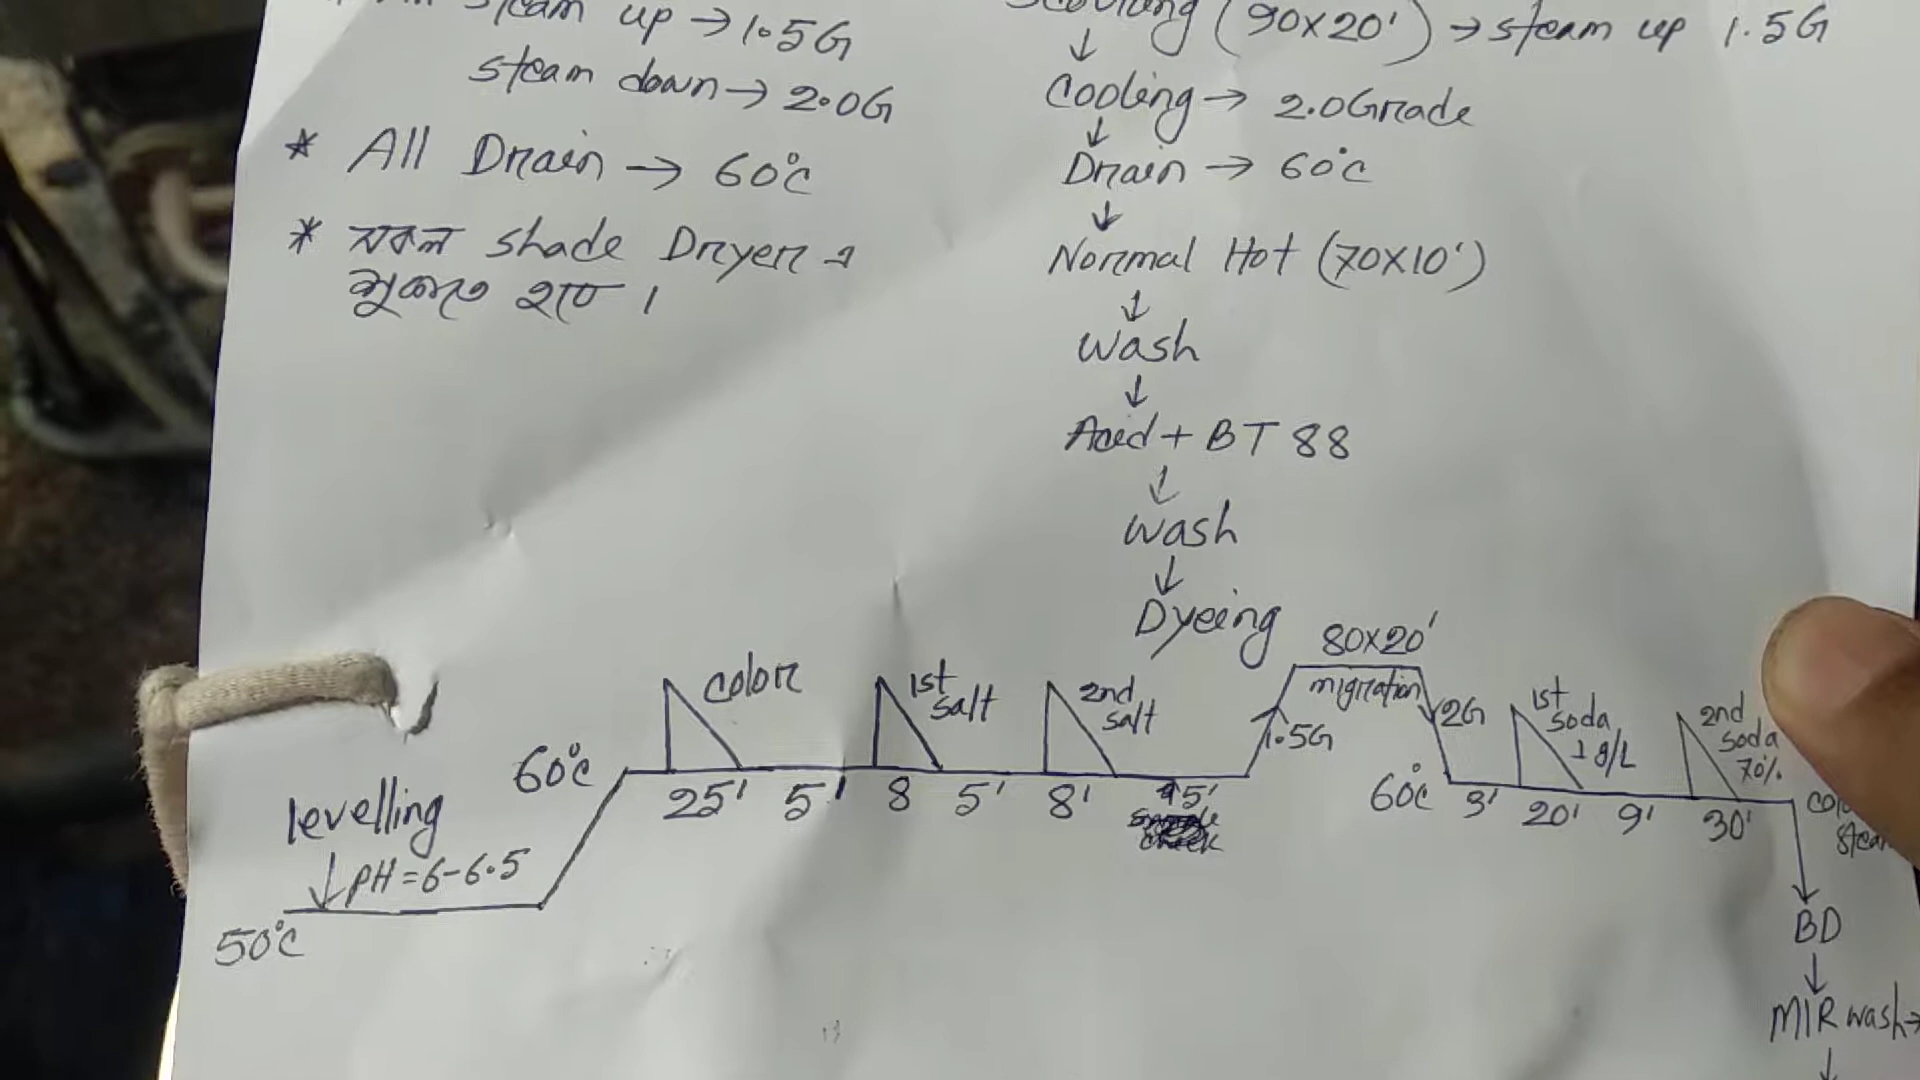 steam up → 1.5G
steam down → 2.0G
* All Drain → 60°c
* সকল shade Dryer এ
শুকাতে হবে।
Scouring (90X20') → steam up 1.5G
↓
Cooling → 2.0Grade
↓
Drain → 60°c
↓
Normal Hot (70X10')
↓
Wash
↓
Acid + BT 88
↓
wash
↓
Dyeing
levelling
↓ PH = 6-6.5
50°c
60°c
color
25' 5'
1st
salt
8 5'
2nd
salt
8' 15'
1.5G
80x20'
migration
2G
60°c 3'
1st
soda
1 g/L
20' 9'
2nd
soda
70%
30'
BD
↓
MIR wash →
↓